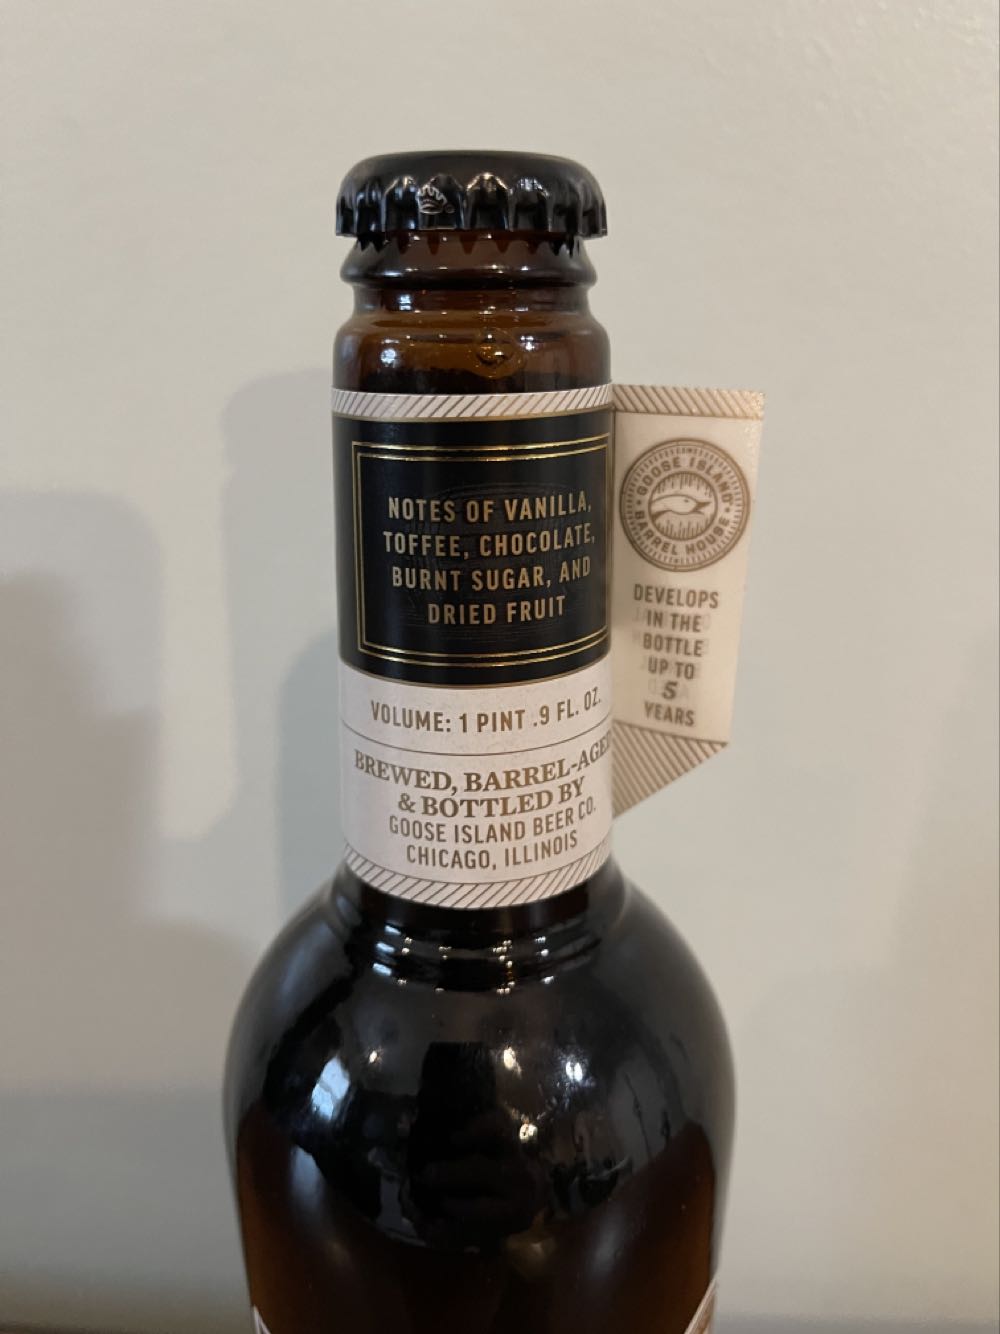 NOTES OF VANILLA,
TOFFEE, CHOCOLATE,
BURNT SUGAR, AND
DRIED FRUIT
VOLUME: 1 PINT .9 FL. OZ.
BREWED, BARREL-AGED
& BOTTLED BY
GOOSE ISLAND BEER CO.
CHICAGO, ILLINOIS
GOOSE ISLAND
BARREL HOUSE
DEVELOPS
IN THE
BOTTLE
UP TO
5
YEARS